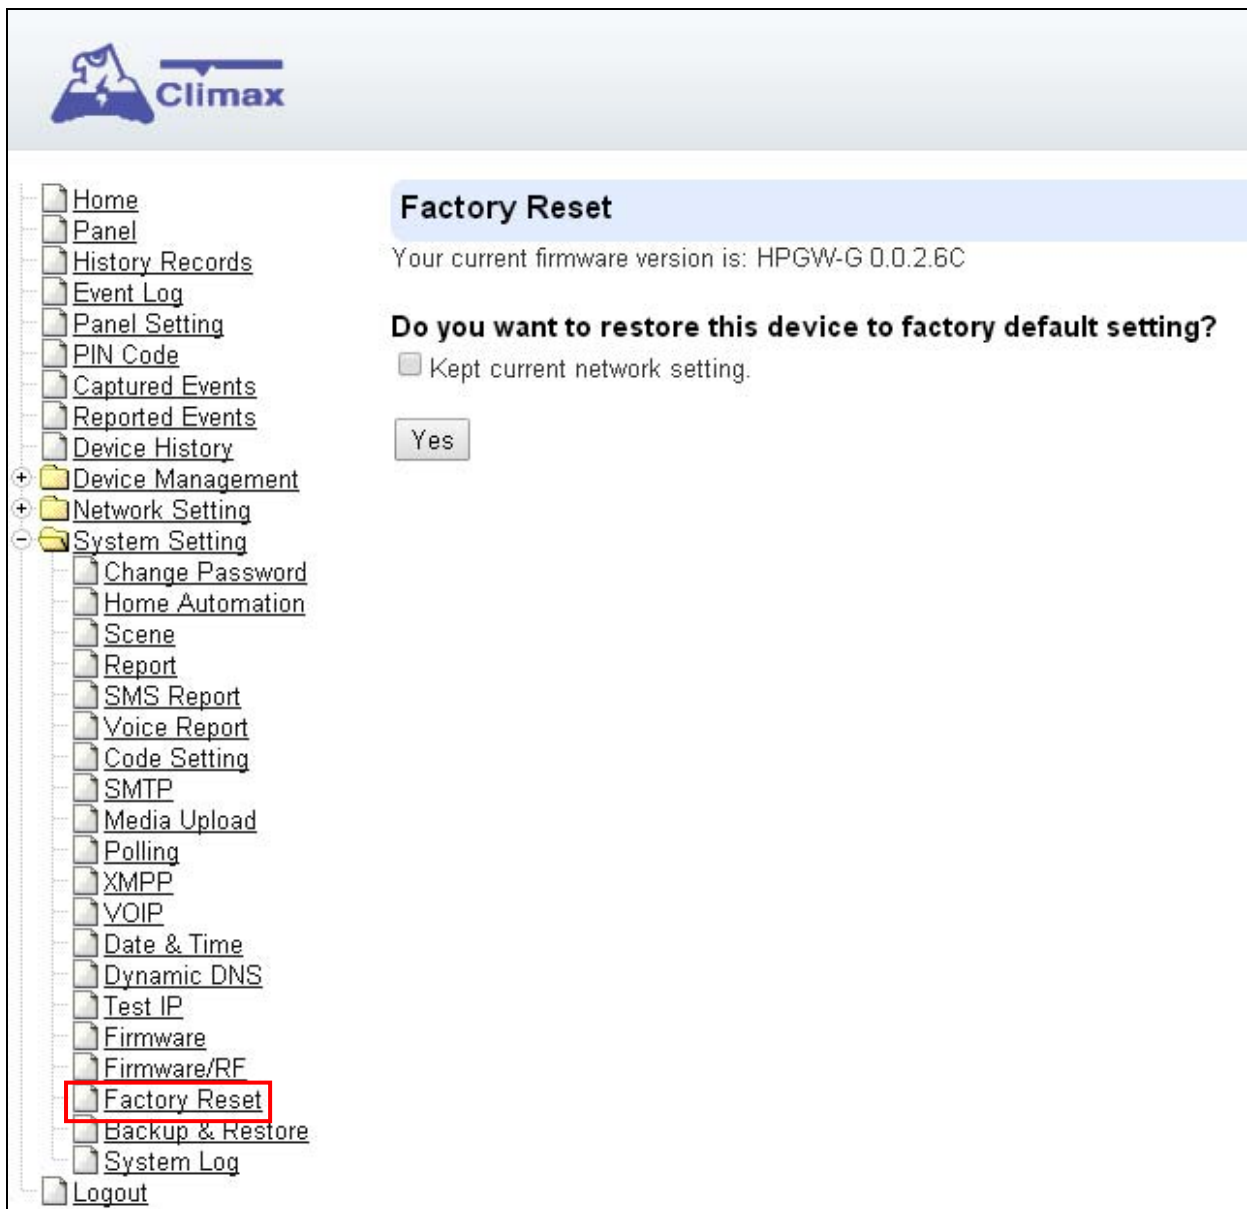 Climax
Home
Panel
History Records
Event Log
Panel Setting
PIN Code
Captured Events
Reported Events
Device History
Device Management
Network Setting
System Setting
Change Password
Home Automation
Scene
Report
SMS Report
Voice Report
Code Setting
SMTP
Media Upload
Polling
XMPP
VOIP
Date & Time
Dynamic DNS
Test IP
Firmware
Firmware/RF
Factory Reset
Backup & Restore
System Log
Logout
Factory Reset
Your current firmware version is: HPGW-G 0.0.2.6C
Do you want to restore this device to factory default setting?
Kept current network setting.
Yes